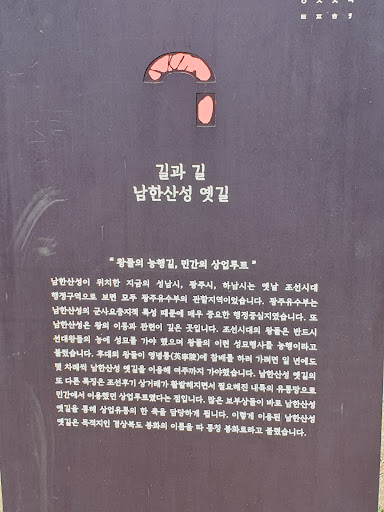 길과 길
남한산성 옛길
" 왕들의 능행길, 민간의 상업루트 "
남한산성이 위치한 지금의 성남시, 광주시, 하남시는 옛날 조선시대
행정구역으로 보면 모두 광주유수부의 관할지역이었습니다. 광주유수부는
남한산성의 군사요충지적 특성 때문에 매우 중요한 행정중심지였습니다. 또
남한산성은 왕의 이동과 관련이 깊은 곳입니다. 조선시대의 왕들은 반드시
선대왕들의 능에 성묘를 가야 했으며 왕들의 이런 성묘행사를 능행이라고
불렀습니다. 후대의 왕들이 영녕릉(英寧陵)에 참배를 하러 가려면 일 년에도
몇 차례씩 남한산성 옛길을 이용해 여주까지 가야했습니다. 남한산성 옛길의
또 다른 특징은 조선후기 상거래가 활발해지면서 필요해진 내륙의 유통망으로
민간에서 이용했던 상업루트였다는 점입니다. 많은 보부상들이 바로 남한산성
옛길을 통해 상업유통의 한 축을 담당하게 됩니다. 이렇게 이용된 남한산성
옛길은 목적지인 경상북도 봉화의 이름을 따 통칭 봉화로라고 불렸습니다.